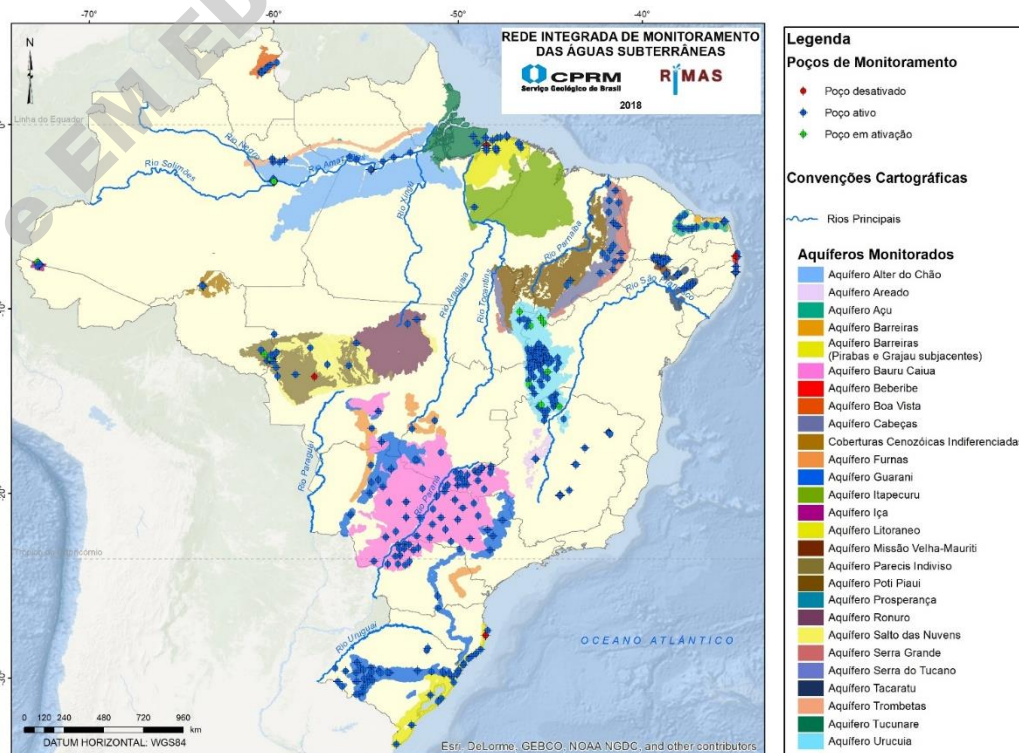 -70°
-60°
-50°
-40°
N
REDE INTEGRADA DE MONITORAMENTO
DAS ÁGUAS SUBTERRÂNEAS
CPRM
Serviço Geológico do Brasil
RIMAS
2018
Linha do Equador
Rio Negro
Rio Solimões
Rio Amazonas
Rio Xingú
Rio Araguaia
Rio Tocantins
Rio Parnaíba
Rio São Francisco
Rio Paraguai
Rio Paraná
Rio Uruguai
OCEANO ATLÂNTICO
0 120 240 480 720 960
km
DATUM HORIZONTAL: WGS84
Esri, DeLorme, GEBCO, NOAA NGDC, and other contributors
Legenda
Poços de Monitoramento
Poço desativado
Poço ativo
Poço em ativação
Convenções Cartográficas
Rios Principais
Aquíferos Monitorados
Aquífero Alter do Chão
Aquífero Areado
Aquífero Açu
Aquífero Barreiras
Aquífero Barreiras
(Pirabas e Grajau subjacentes)
Aquífero Bauru Caiua
Aquífero Beberibe
Aquífero Boa Vista
Aquífero Cabeças
Coberturas Cenozóicas Indiferenciadas
Aquífero Furnas
Aquífero Guarani
Aquífero Itapecuru
Aquífero Iça
Aquífero Litoraneo
Aquífero Missão Velha-Mauriti
Aquífero Parecis Indiviso
Aquífero Poti Piaui
Aquífero Prosperança
Aquífero Ronuro
Aquífero Salto das Nuvens
Aquífero Serra Grande
Aquífero Serra do Tucano
Aquífero Tacaratu
Aquífero Trombetas
Aquífero Tucunare
Aquífero Urucuia